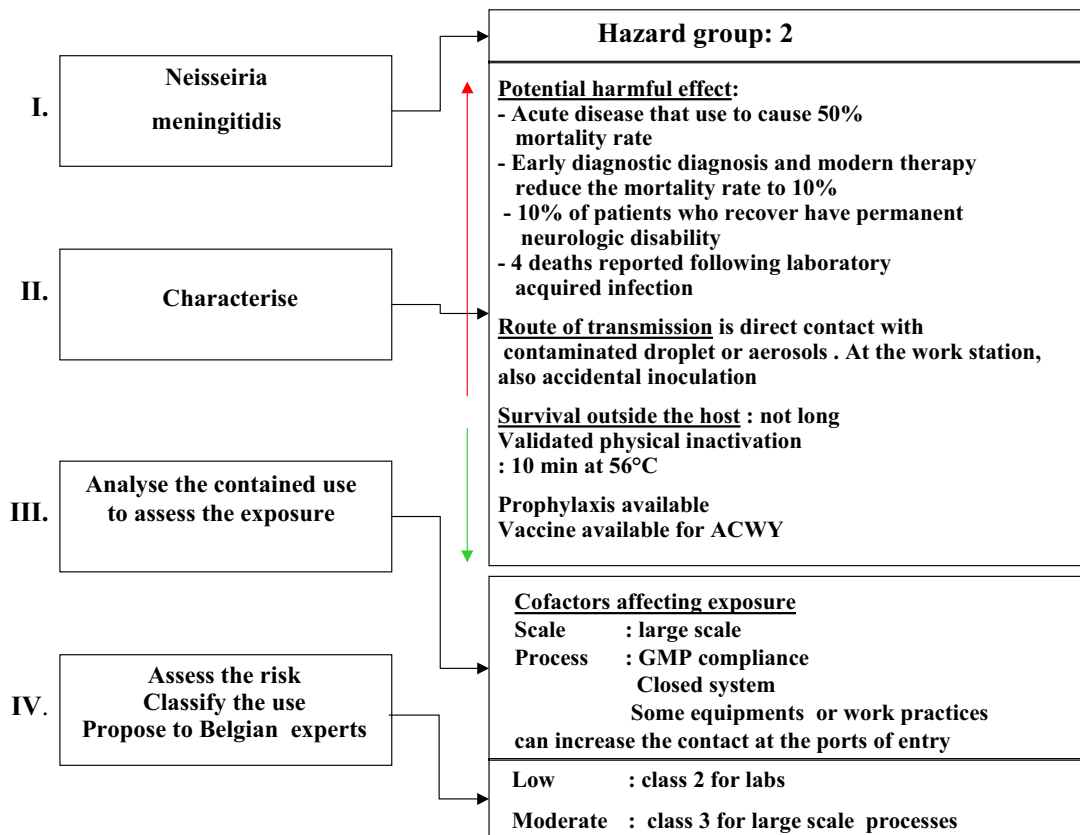 Hazard group: 2
I.
Neisseiria
meningitidis
Potential harmful effect:
- Acute disease that use to cause 50%
mortality rate
- Early diagnostic diagnosis and modern therapy
reduce the mortality rate to 10%
- 10% of patients who recover have permanent
neurologic disability
- 4 deaths reported following laboratory
acquired infection
II.
Characterise
Route of transmission is direct contact with
contaminated droplet or aerosols . At the work station,
also accidental inoculation
Survival outside the host : not long
Validated physical inactivation
: 10 min at 56°C
Prophylaxis available
Vaccine available for ACWY
III.
Analyse the contained use
to assess the exposure
Cofactors affecting exposure
Scale : large scale
Process : GMP compliance
Closed system
Some equipments or work practices
can increase the contact at the ports of entry
IV.
Assess the risk
Classify the use
Propose to Belgian experts
Low : class 2 for labs
Moderate : class 3 for large scale processes